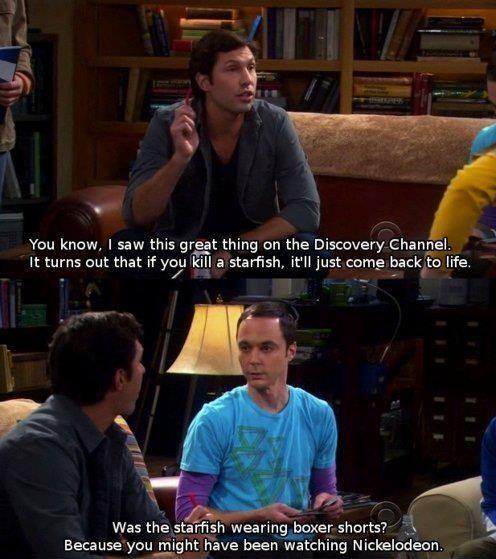 You know, I saw this great thing on the Discovery Channel.
It turns out that if you kill a starfish, it'll just come back to life.
Was the starfish wearing boxer shorts?
Because you might have been watching Nickelodeon.